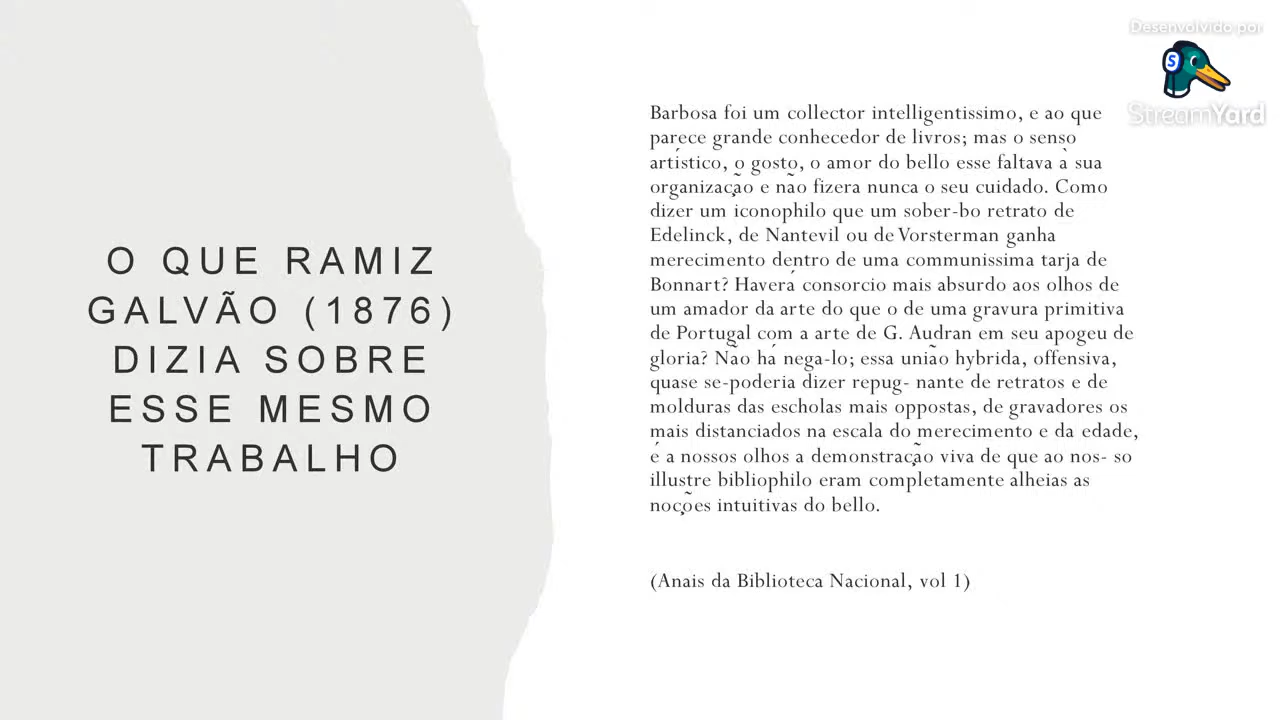 Desenvolvido por
StreamYard
O QUE RAMIZ
GALVÃO (1876)
DIZIA SOBRE
ESSE MESMO
TRABALHO
Barbosa foi um collector intelligentissimo, e ao que
parece grande conhecedor de livros; mas o senso
artístico, o gosto, o amor do bello esse faltava à sua
organização e não fizera nunca o seu cuidado. Como
dizer um iconophilo que um sober-bo retrato de
Edelinck, de Nantevil ou de Vorsterman ganha
merecimento dentro de uma communissima tarja de
Bonnart? Haverá consorcio mais absurdo aos olhos de
um amador da arte do que o de uma gravura primitiva
de Portugal com a arte de G. Audran em seu apogeu de
gloria? Não há nega-lo; essa união hybrida, offensiva,
quase se-poderia dizer repug- nante de retratos e de
molduras das escholas mais oppostas, de gravadores os
mais distanciados na escala do merecimento e da edade,
é a nossos olhos a demonstração viva de que ao nos- so
illustre bibliophilo eram completamente alheias as
noções intuitivas do bello.
(Anais da Biblioteca Nacional, vol 1)